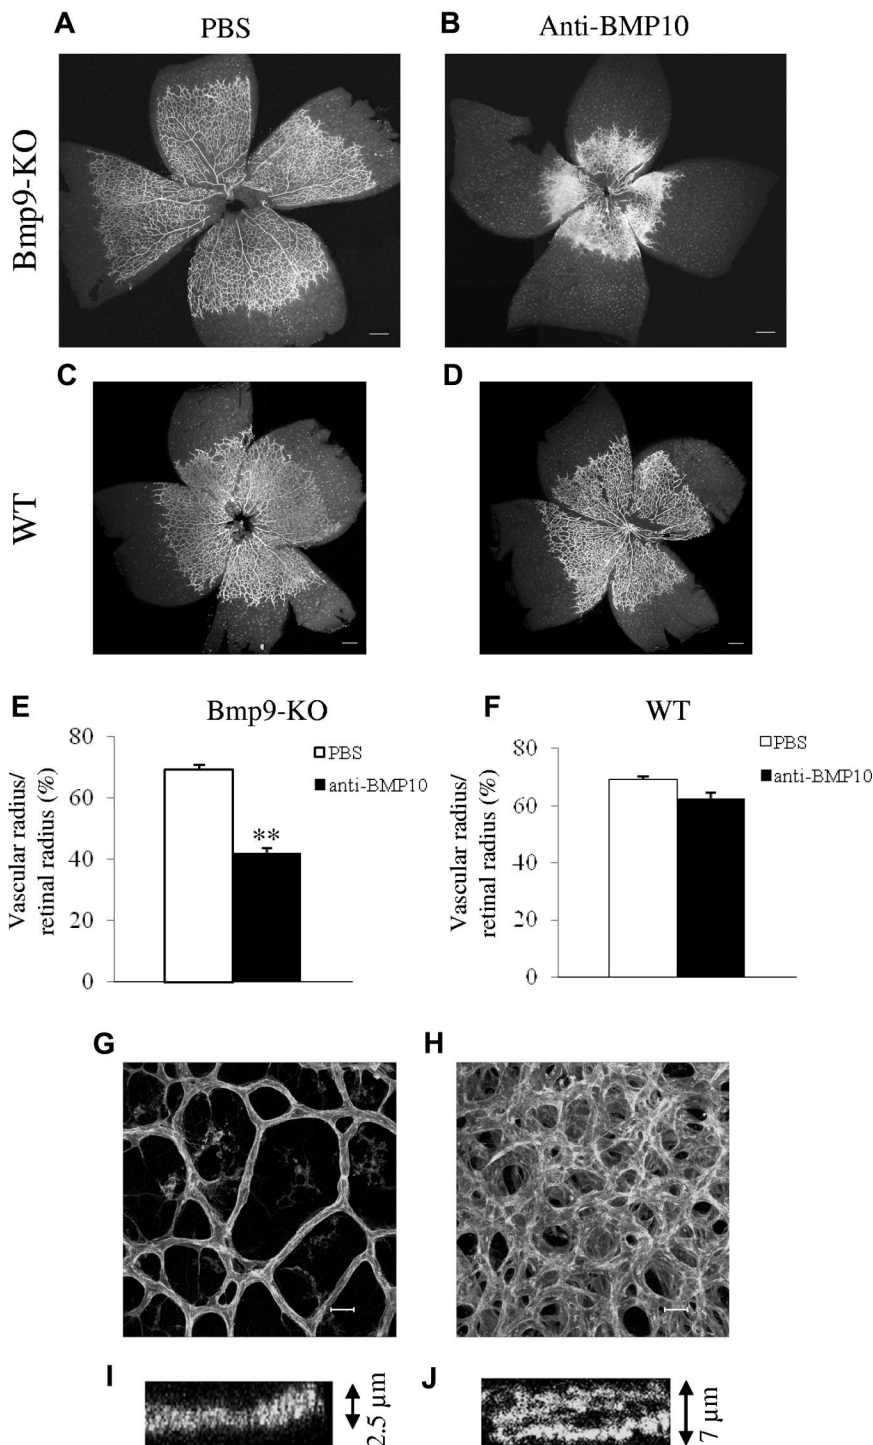 A PBS
B Anti-BMP10
Bmp9-KO
C
D
WT
E Bmp9-KO
80
60
40
20
0
Vascular radius/
retinal radius (%)
PBS
anti-BMP10
**
F WT
80
60
40
20
0
Vascular radius/
retinal radius (%)
PBS
anti-BMP10
G
H
I
2.5 µm
J
7 µm